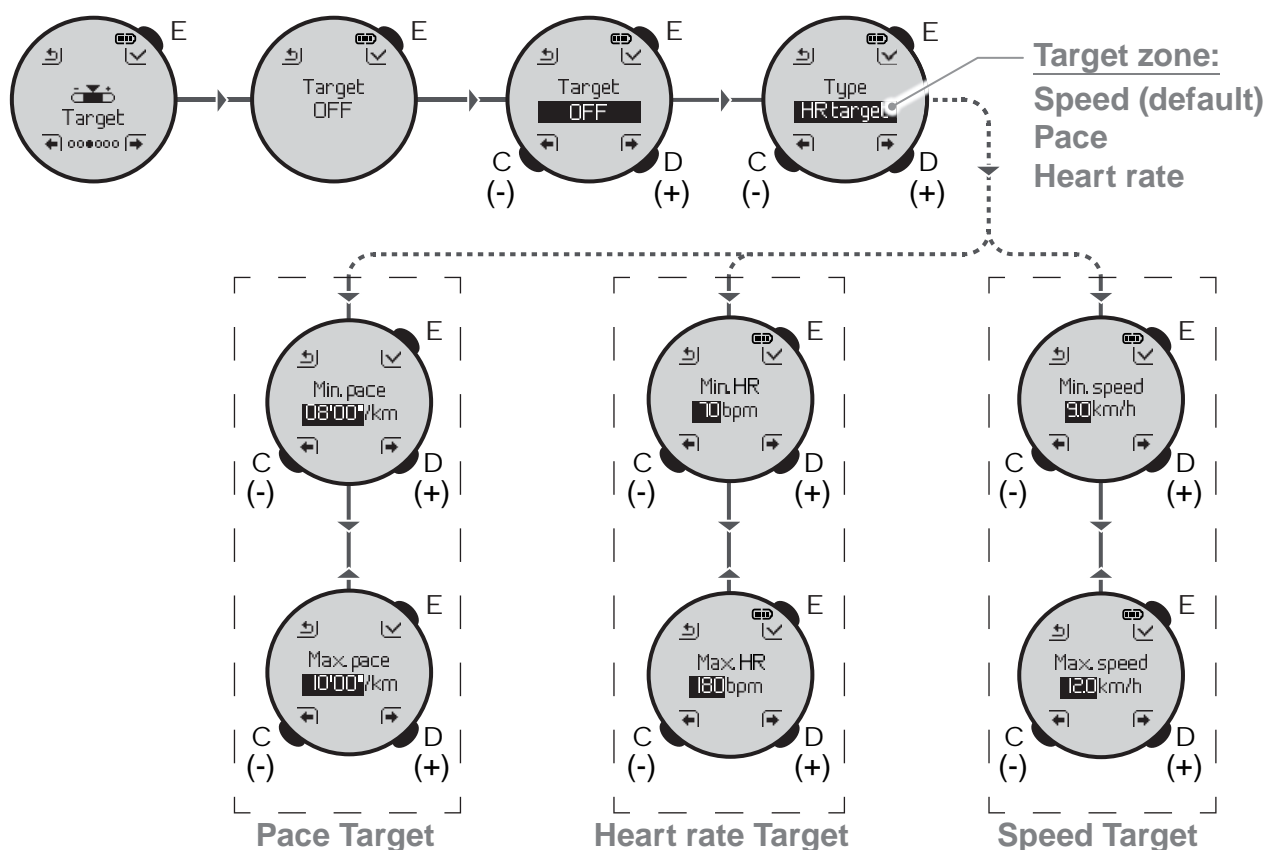 E
Target
E
Target
OFF
E
Target
OFF
C
(-)
D
(+)
E
Type
HR target
C
(-)
D
(+)
Target zone:
Speed (default)
Pace
Heart rate
E
Min. pace
08'00"/km
C
(-)
D
(+)
E
Min. HR
70bpm
C
(-)
D
(+)
E
Min. speed
9.0km/h
C
(-)
D
(+)
E
Max. pace
10'00"/km
C
(-)
D
(+)
E
Max. HR
180bpm
C
(-)
D
(+)
E
Max. speed
12.0km/h
C
(-)
D
(+)
Pace Target
Heart rate Target
Speed Target